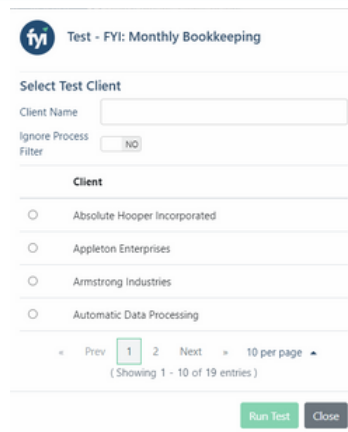 fyi Test - FYI: Monthly Bookkeeping
Select Test Client
Client Name
Ignore Process
Filter
NO
Client
Absolute Hooper Incorporated
Appleton Enterprises
Armstrong Industries
Automatic Data Processing
« Prev 1 2 Next » 10 per page
( Showing 1 - 10 of 19 entries )
Run Test Close